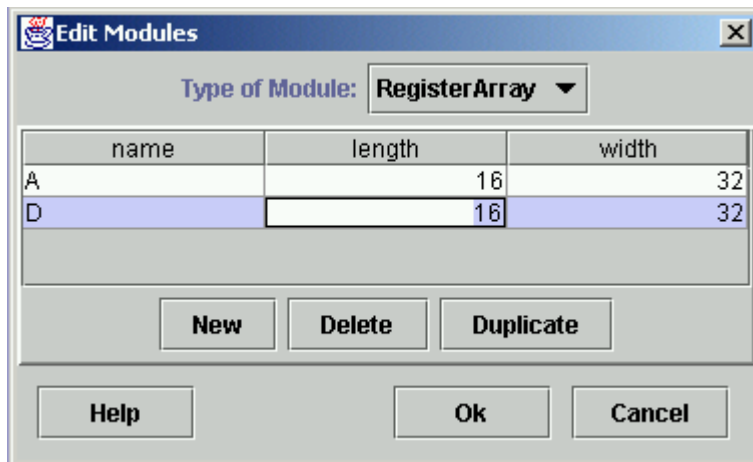 Edit Modules
Type of Module: RegisterArray
name length width
A 16 32
D 16 32
New Delete Duplicate
Help Ok Cancel